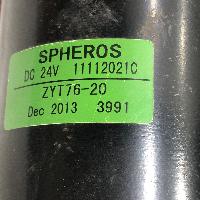 SPHEROS
DC 24V 11112021C
ZYT76-20
Dec 2013 3991